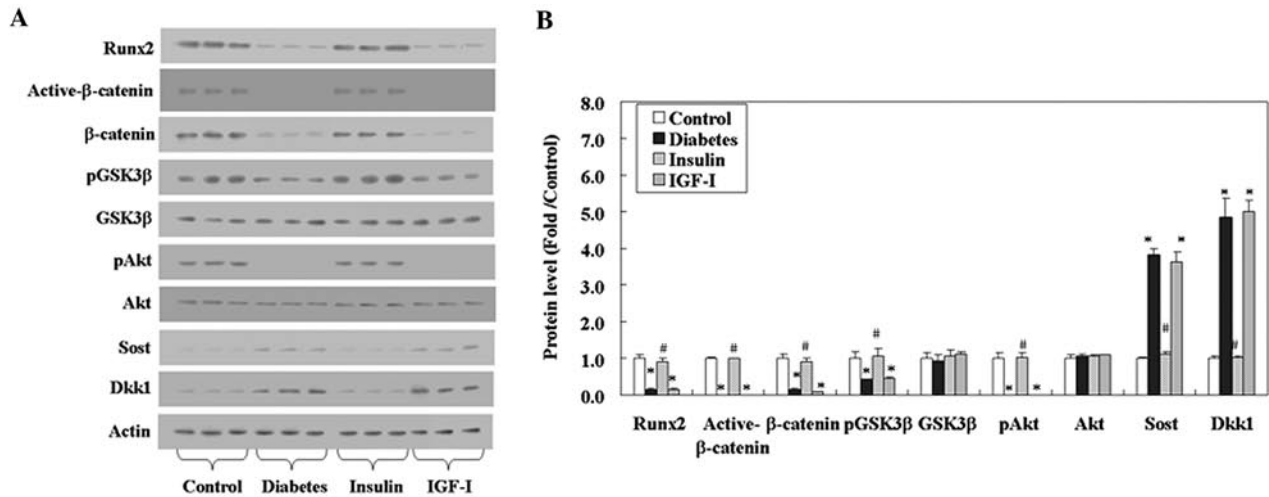 A
Runx2
Active-β-catenin
β-catenin
pGSK3β
GSK3β
pAkt
Akt
Sost
Dkk1
Actin
Control Diabetes Insulin IGF-I
B
Protein level (Fold /Control)
8.0
7.0
6.0
5.0
4.0
3.0
2.0
1.0
0.0
Control
Diabetes
Insulin
IGF-I
* * # # * * # * * # * * # * * * # * * # *
Runx2 Active- β-catenin pGSK3β GSK3β pAkt Akt Sost Dkk1
β-catenin